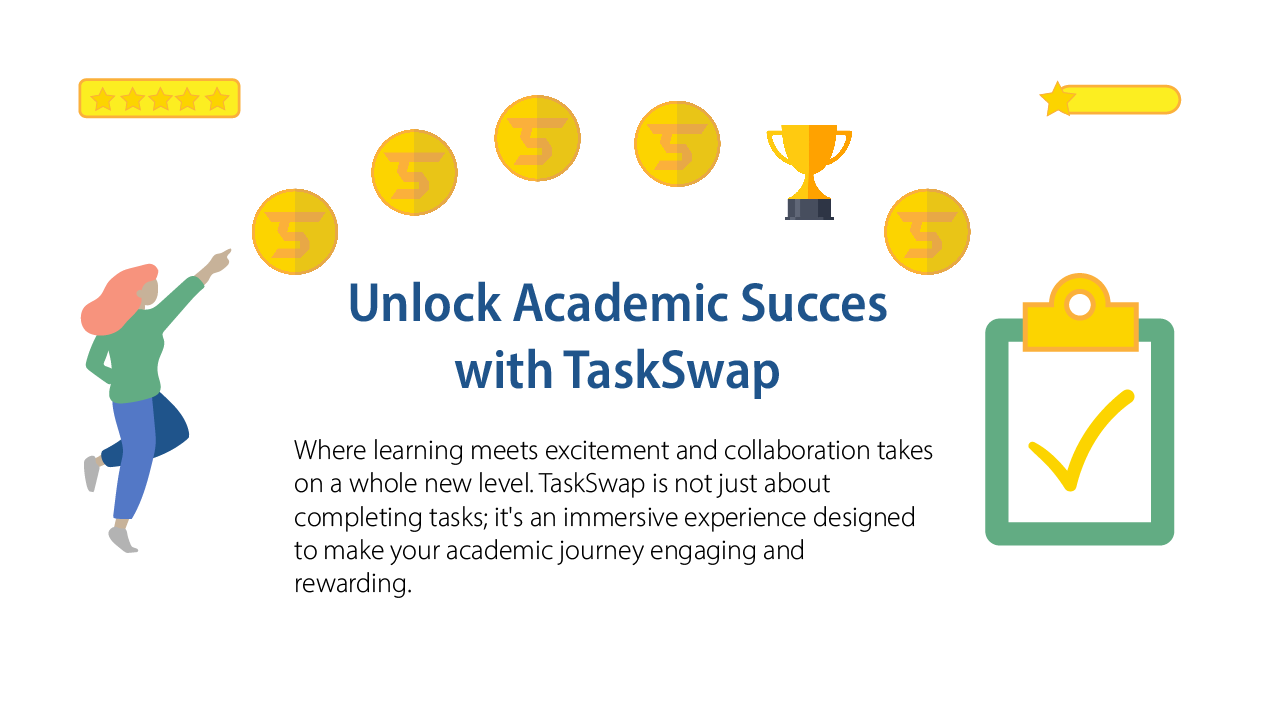 Unlock Academic Succes
with TaskSwap
Where learning meets excitement and collaboration takes
on a whole new level. TaskSwap is not just about
completing tasks; it's an immersive experience designed
to make your academic journey engaging and
rewarding.